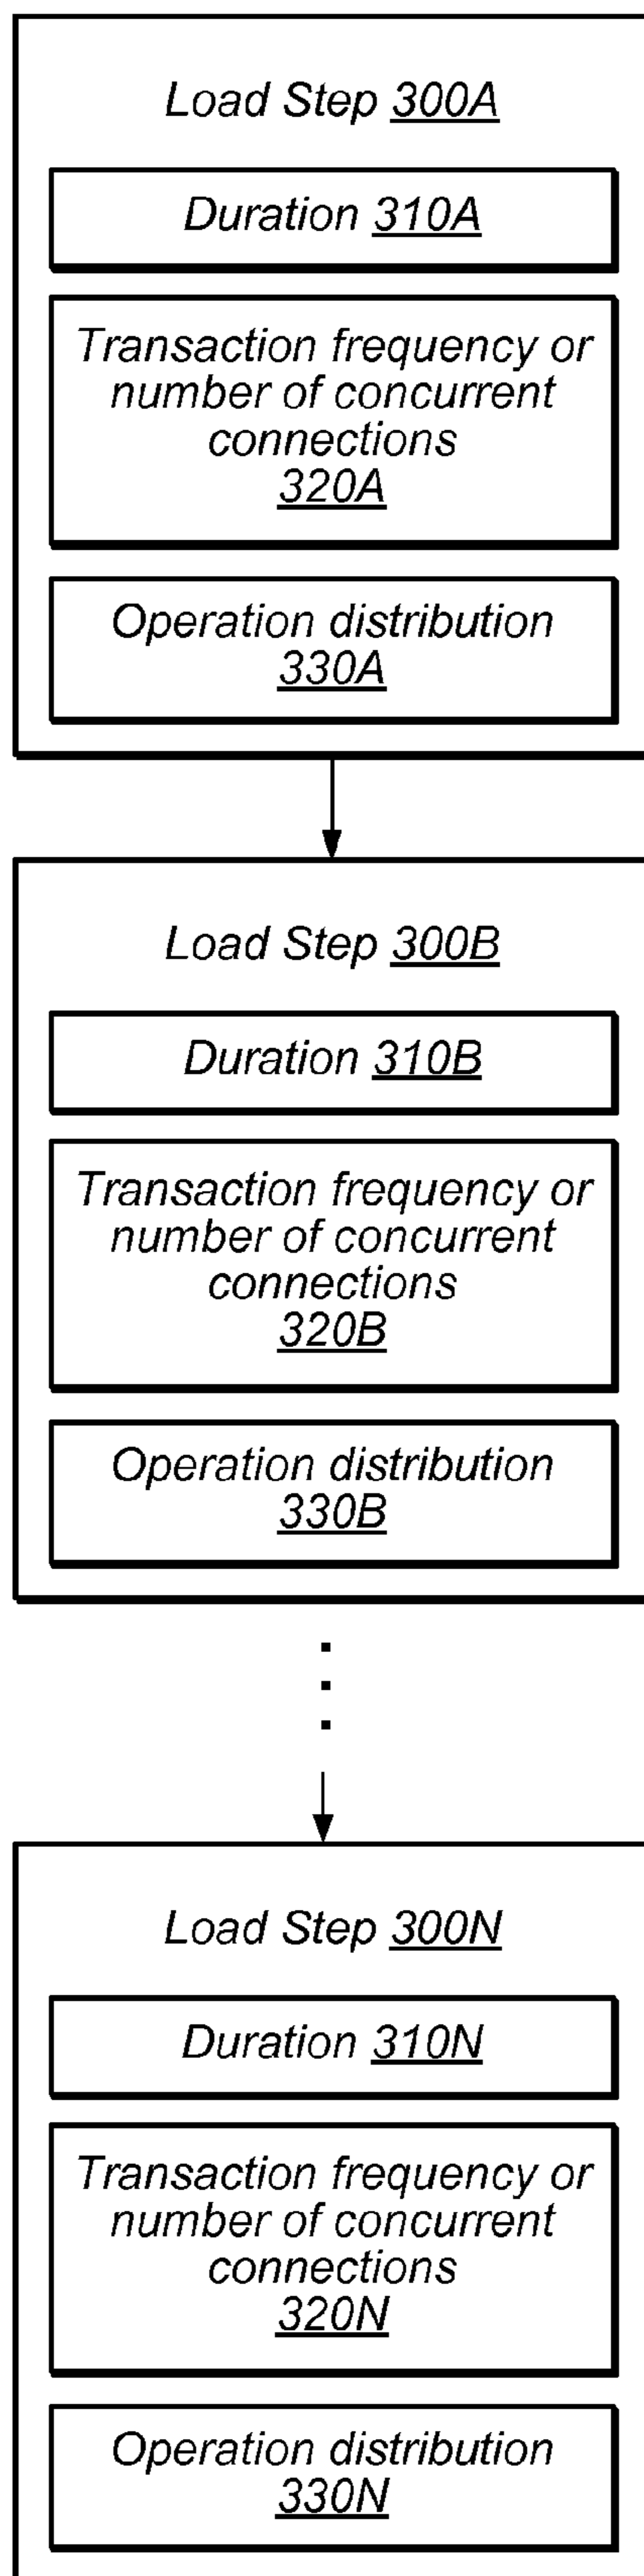 Load Step 300A
Duration 310A
Transaction frequency or
number of concurrent
connections
320A
Operation distribution
330A
Load Step 300B
Duration 310B
Transaction frequency or
number of concurrent
connections
320B
Operation distribution
330B
Load Step 300N
Duration 310N
Transaction frequency or
number of concurrent
connections
320N
Operation distribution
330N